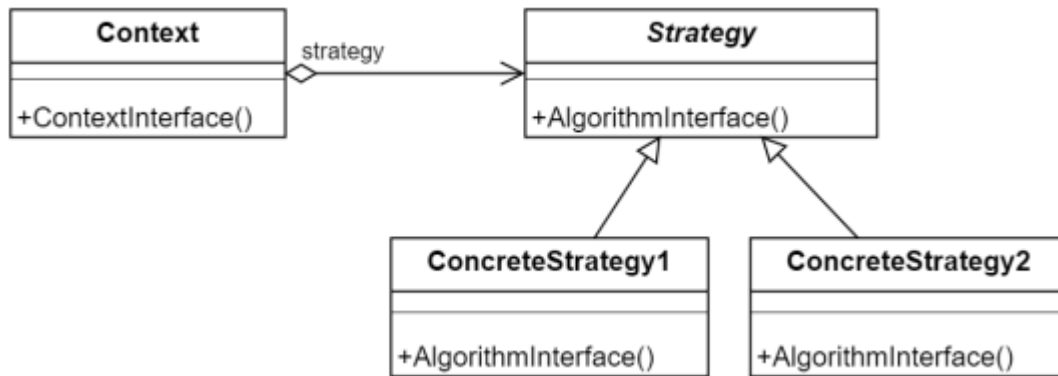 Context
strategy
Strategy
+ContextInterface()
+AlgorithmInterface()
ConcreteStrategy1
ConcreteStrategy2
+AlgorithmInterface()
+AlgorithmInterface()